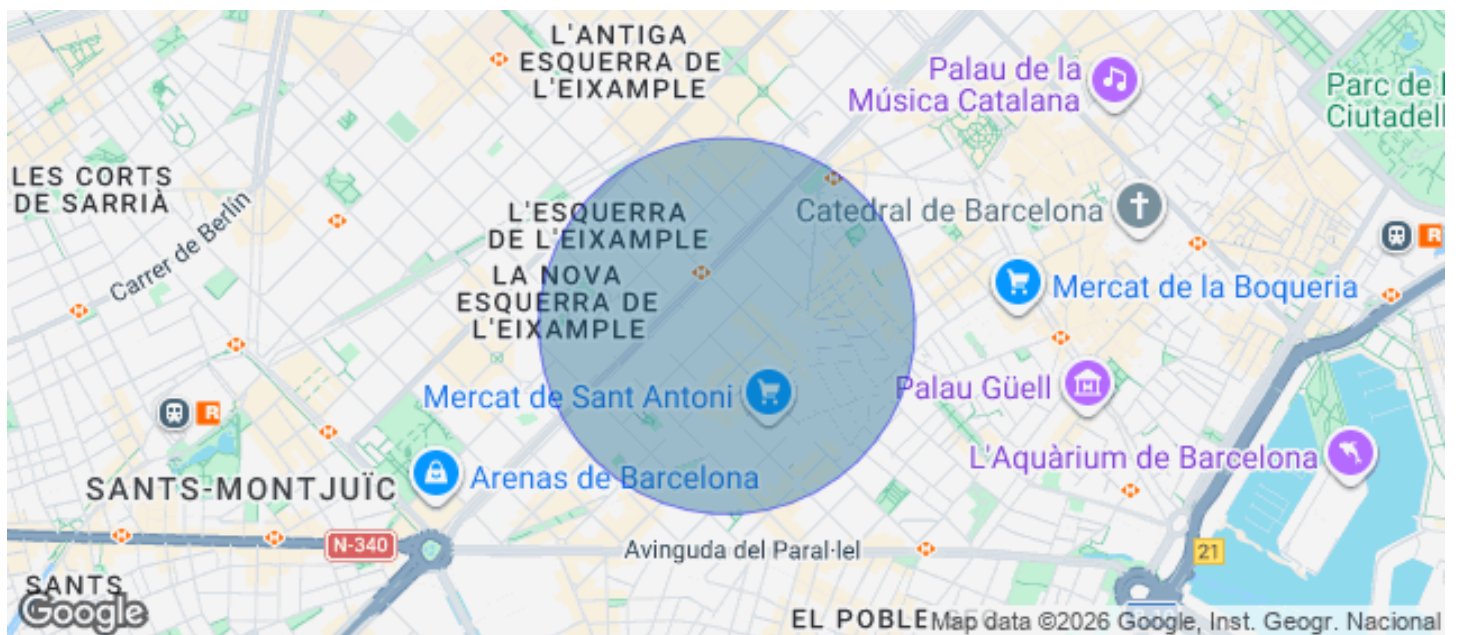 L'ANTIGA
ESQUERRA DE
L'EIXAMPLE
Palau de la
Música Catalana
Parc de l
Ciutadell
LES CORTS
DE SARRIÀ
Carrer de Berlín
L'ESQUERRA
DE L'EIXAMPLE
Catedral de Barcelona
LA NOVA
ESQUERRA DE
L'EIXAMPLE
R
Mercat de la Boqueria
Mercat de Sant Antoni
Palau Güell
R
Arenas de Barcelona
L'Aquàrium de Barcelona
SANTS-MONTJUÏC
N-340
Avinguda del Paral·lel
21
SANTS
Google
EL POBLE
Map data ©2026 Google, Inst. Geogr. Nacional